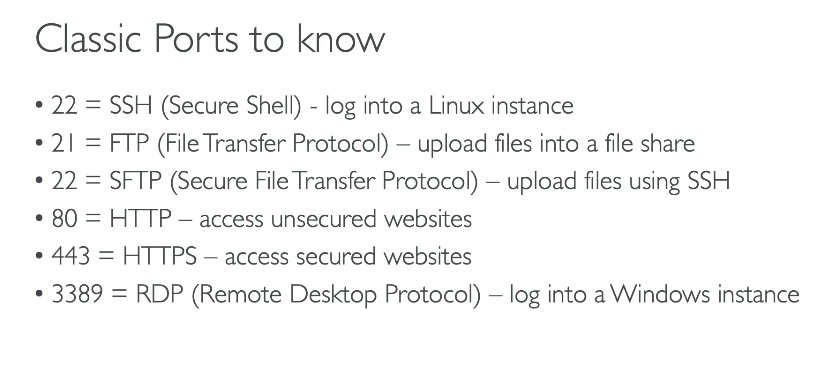 Classic Ports to know
• 22 = SSH (Secure Shell) - log into a Linux instance
• 21 = FTP (File Transfer Protocol) – upload files into a file share
• 22 = SFTP (Secure File Transfer Protocol) – upload files using SSH
• 80 = HTTP – access unsecured websites
• 443 = HTTPS – access secured websites
• 3389 = RDP (Remote Desktop Protocol) – log into a Windows instance